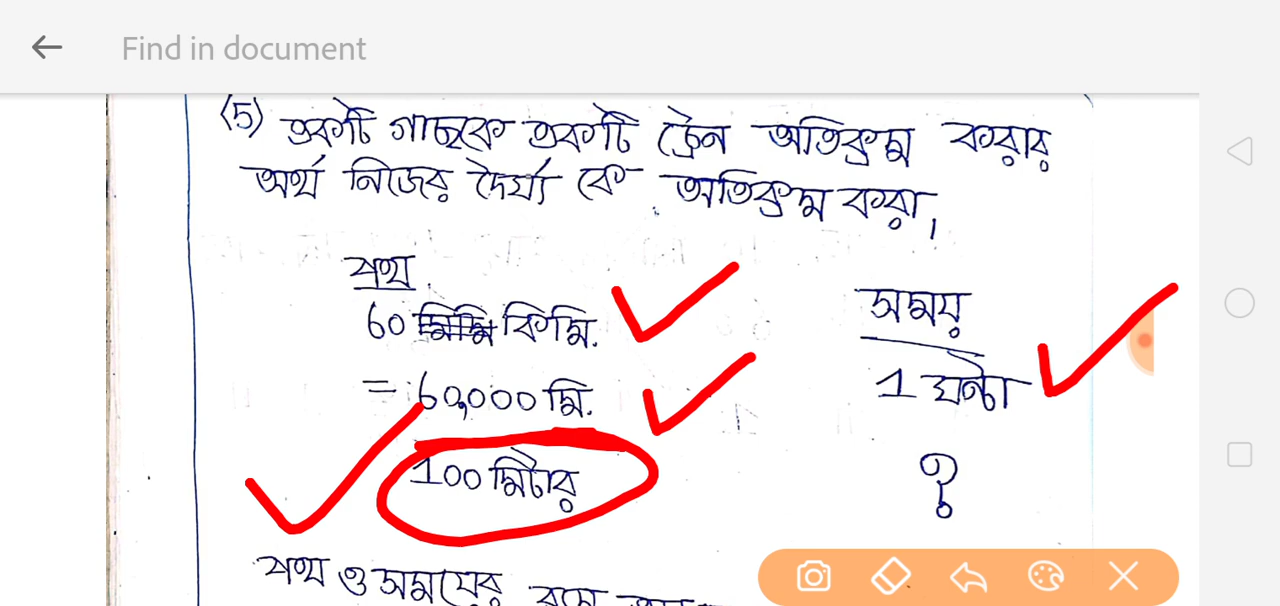 Find in document
(5) একটি গাছকে একটি ট্রেন অতিক্রম করার
অর্থ নিজের দৈর্ঘ্য কে অতিক্রম করা,
পথ সময়
60 কিমি. 1 ঘন্টা
= 60,000 মি.
100 মিটার ?
পথ ও সময়ের